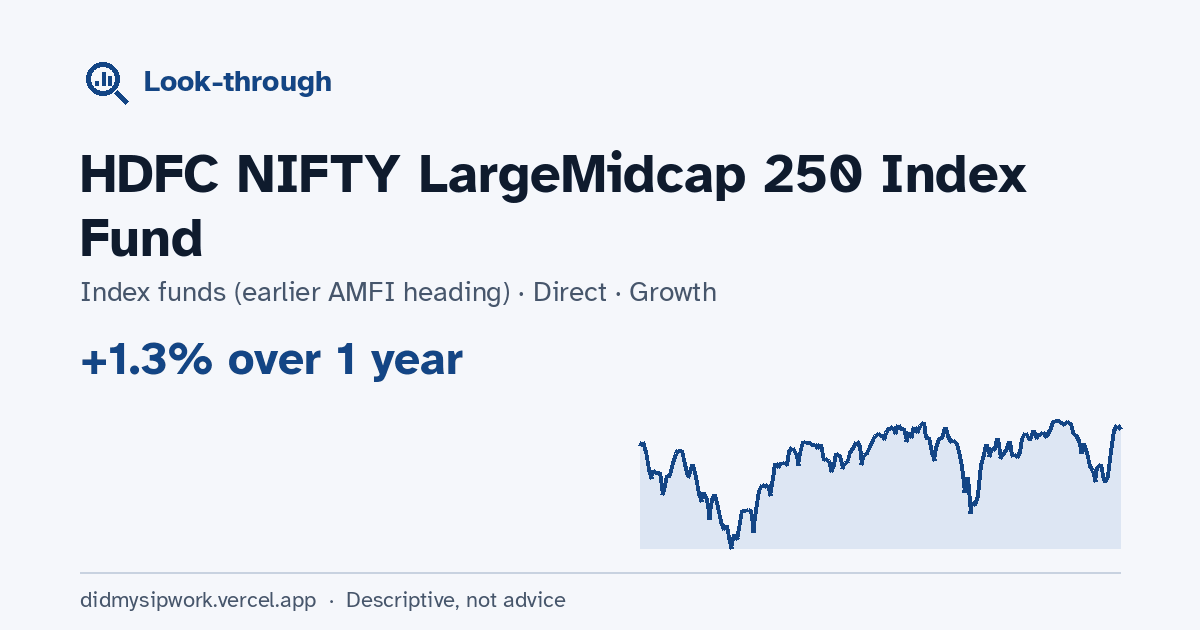 Look-through
HDFC NIFTY LargeMidcap 250 Index
Fund
Index funds (earlier AMFI heading) · Direct · Growth
+1.3% over 1 year
didmysipwork.vercel.app · Descriptive, not advice